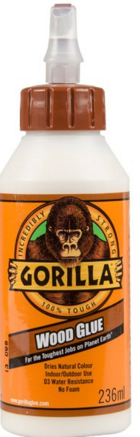 INCREDIBLY STRONG
100% TOUGH
GORILLA
WOOD GLUE
For the Toughest Jobs on Planet Earth®
Dries Natural Colour
Indoor/Outdoor Use
D3 Water Resistance
No Foam
www.gorillaglue.com
236ml